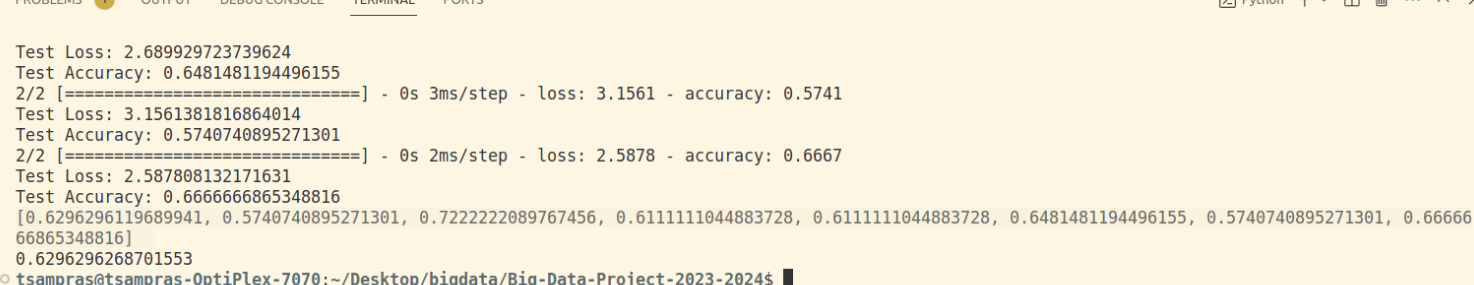 PROBLEMS OUTPUT DEBUG CONSOLE TERMINAL PORTS Python
Test Loss: 2.689929723739624
Test Accuracy: 0.6481481194496155
2/2 [==============================] - 0s 3ms/step - loss: 3.1561 - accuracy: 0.5741
Test Loss: 3.1561381816864014
Test Accuracy: 0.5740740895271301
2/2 [==============================] - 0s 2ms/step - loss: 2.5878 - accuracy: 0.6667
Test Loss: 2.587808132171631
Test Accuracy: 0.6666666865348816
[0.6296296119689941, 0.5740740895271301, 0.7222222089767456, 0.6111111044883728, 0.6111111044883728, 0.6481481194496155, 0.5740740895271301, 0.66666
66865348816]
0.6296296268701553
tsampras@tsampras-OptiPlex-7070:~/Desktop/bigdata/Big-Data-Project-2023-2024$